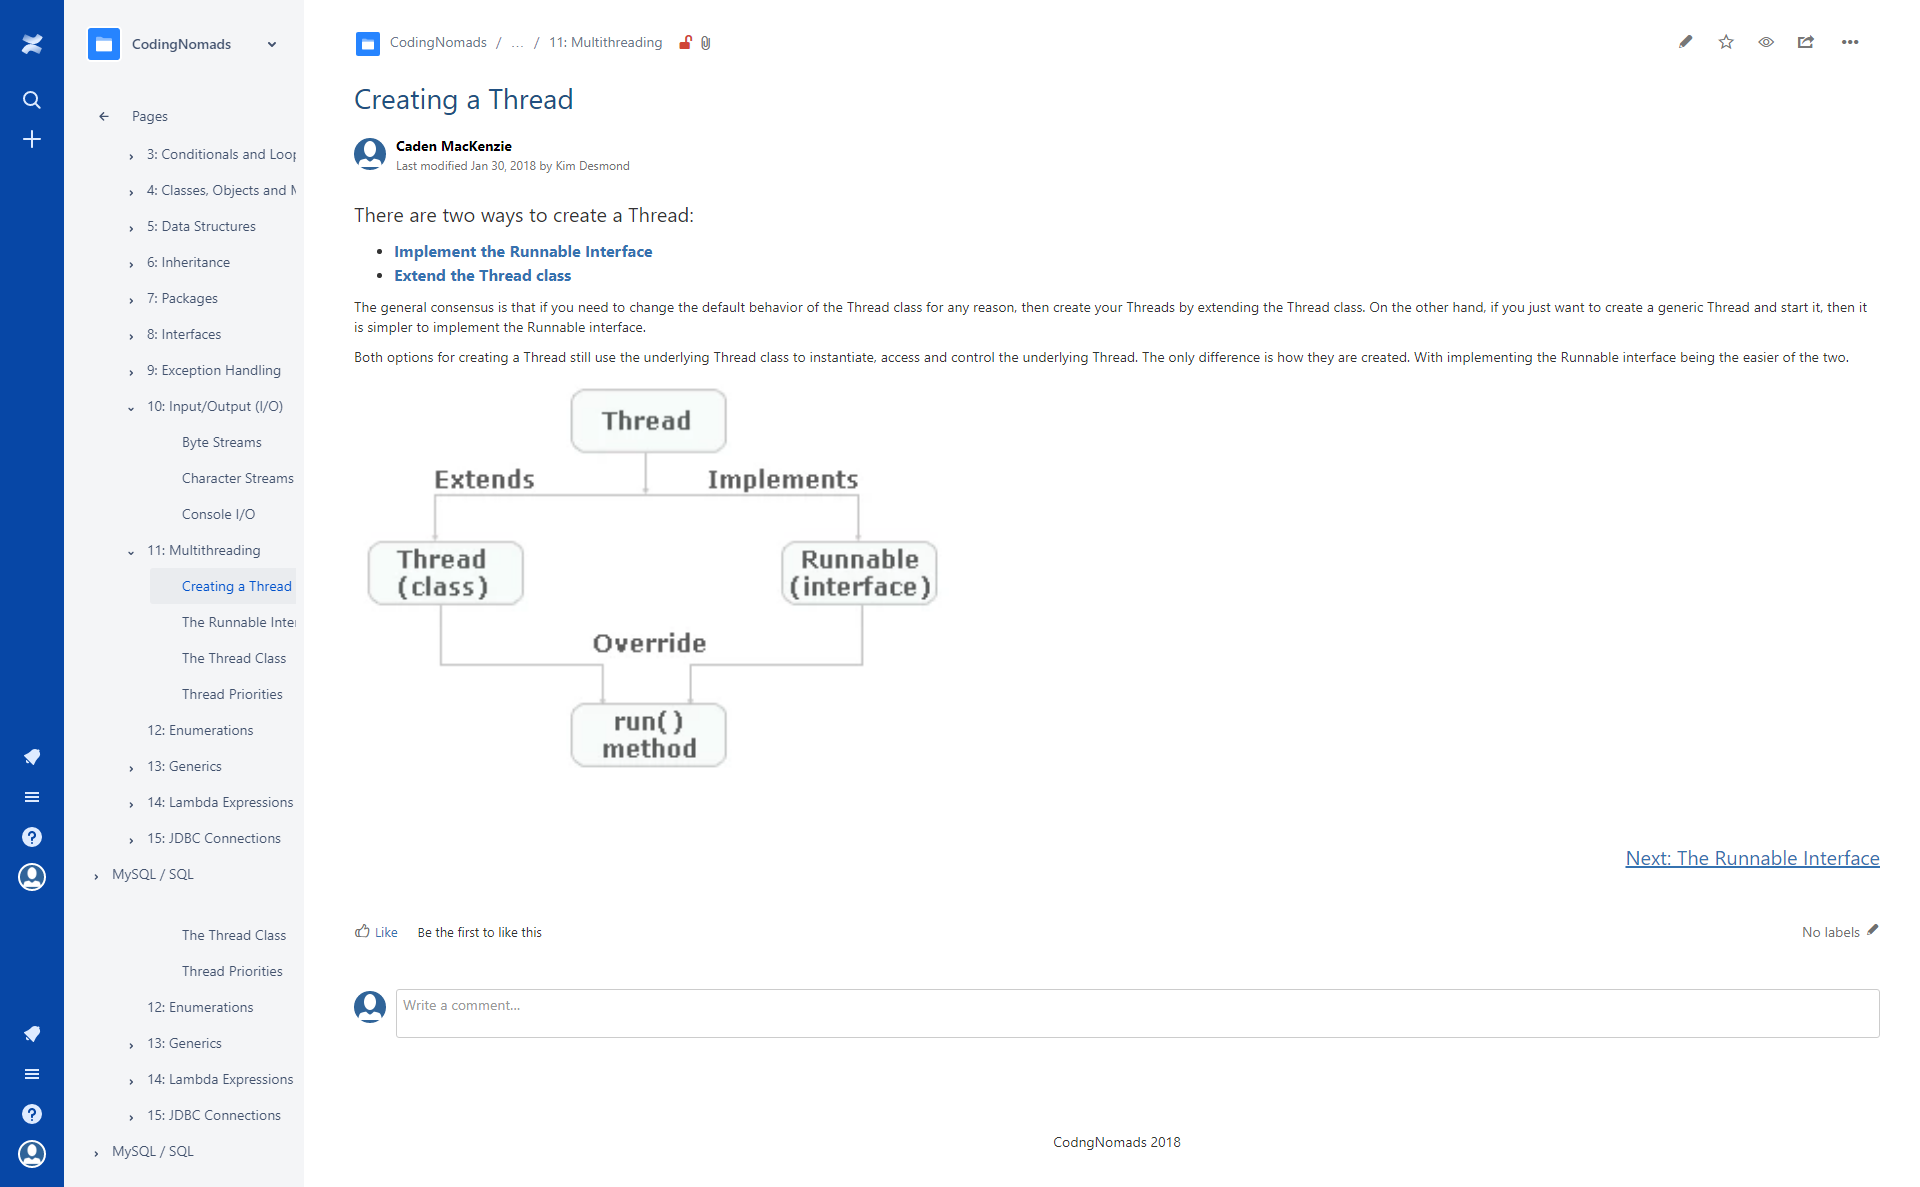 CodingNomads
Pages
3: Conditionals and Loop
4: Classes, Objects and M
5: Data Structures
6: Inheritance
7: Packages
8: Interfaces
9: Exception Handling
10: Input/Output (I/O)
Byte Streams
Character Streams
Console I/O
11: Multithreading
Creating a Thread
The Runnable Inter
The Thread Class
Thread Priorities
12: Enumerations
13: Generics
14: Lambda Expressions
15: JDBC Connections
MySQL / SQL
The Thread Class
Thread Priorities
12: Enumerations
13: Generics
14: Lambda Expressions
15: JDBC Connections
MySQL / SQL
CodingNomads / ... / 11: Multithreading
Creating a Thread
Caden MacKenzie
Last modified Jan 30, 2018 by Kim Desmond
There are two ways to create a Thread:
• Implement the Runnable Interface
• Extend the Thread class
The general consensus is that if you need to change the default behavior of the Thread class for any reason, then create your Threads by extending the Thread class. On the other hand, if you just want to create a generic Thread and start it, then it
is simpler to implement the Runnable interface.
Both options for creating a Thread still use the underlying Thread class to instantiate, access and control the underlying Thread. The only difference is how they are created. With implementing the Runnable interface being the easier of the two.
Thread
Extends Implements
Thread
(class)
Runnable
(interface)
Override
run()
method
Next: The Runnable Interface
Like Be the first to like this
No labels
Write a comment...
CodngNomads 2018